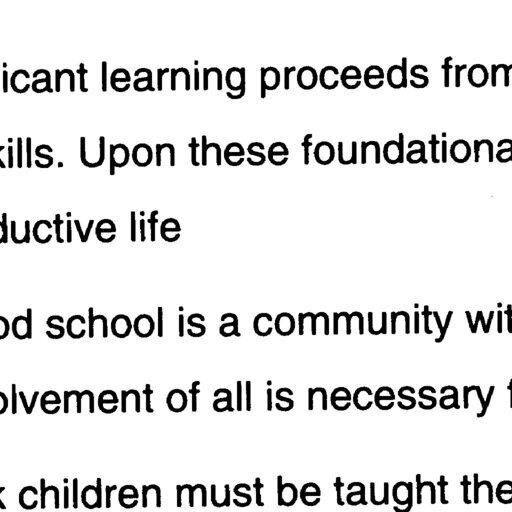 icant learning proceeds from
kills. Upon these foundationa
ductive life
od school is a community wit
olvement of all is necessary f
k children must be taught the